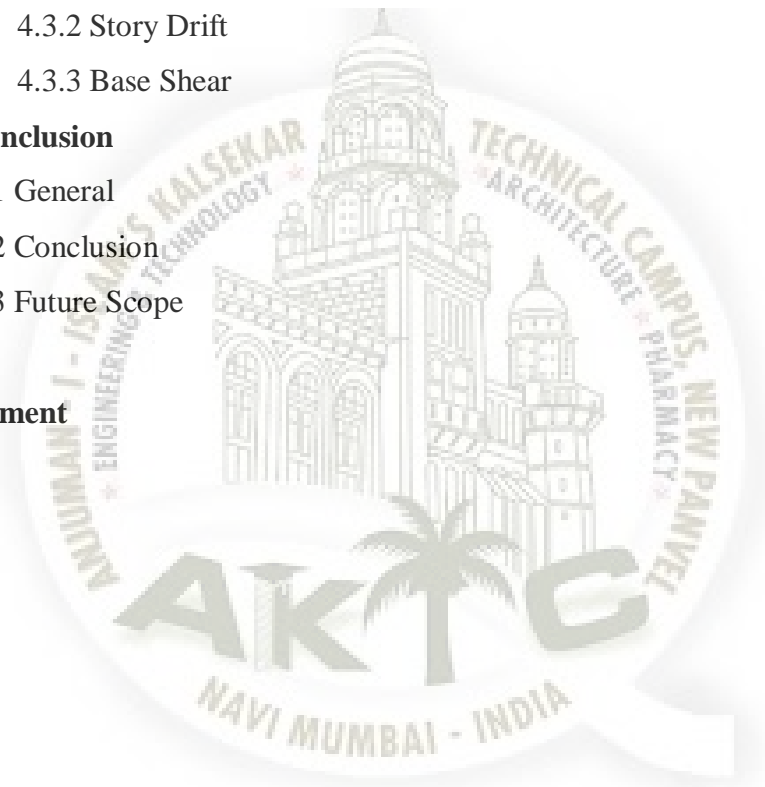 4.3.2 Story Drift
4.3.3 Base Shear
nclusion
General
2 Conclusion
3 Future Scope
ment
ANJUMAN - I - ISLAM'S KALSEKAR TECHNICAL CAMPUS, NEW PANVEL
ENGINEERING TECHNOLOGY ARCHITECTURE PHARMACY
AKTC
NAVI MUMBAI - INDIA